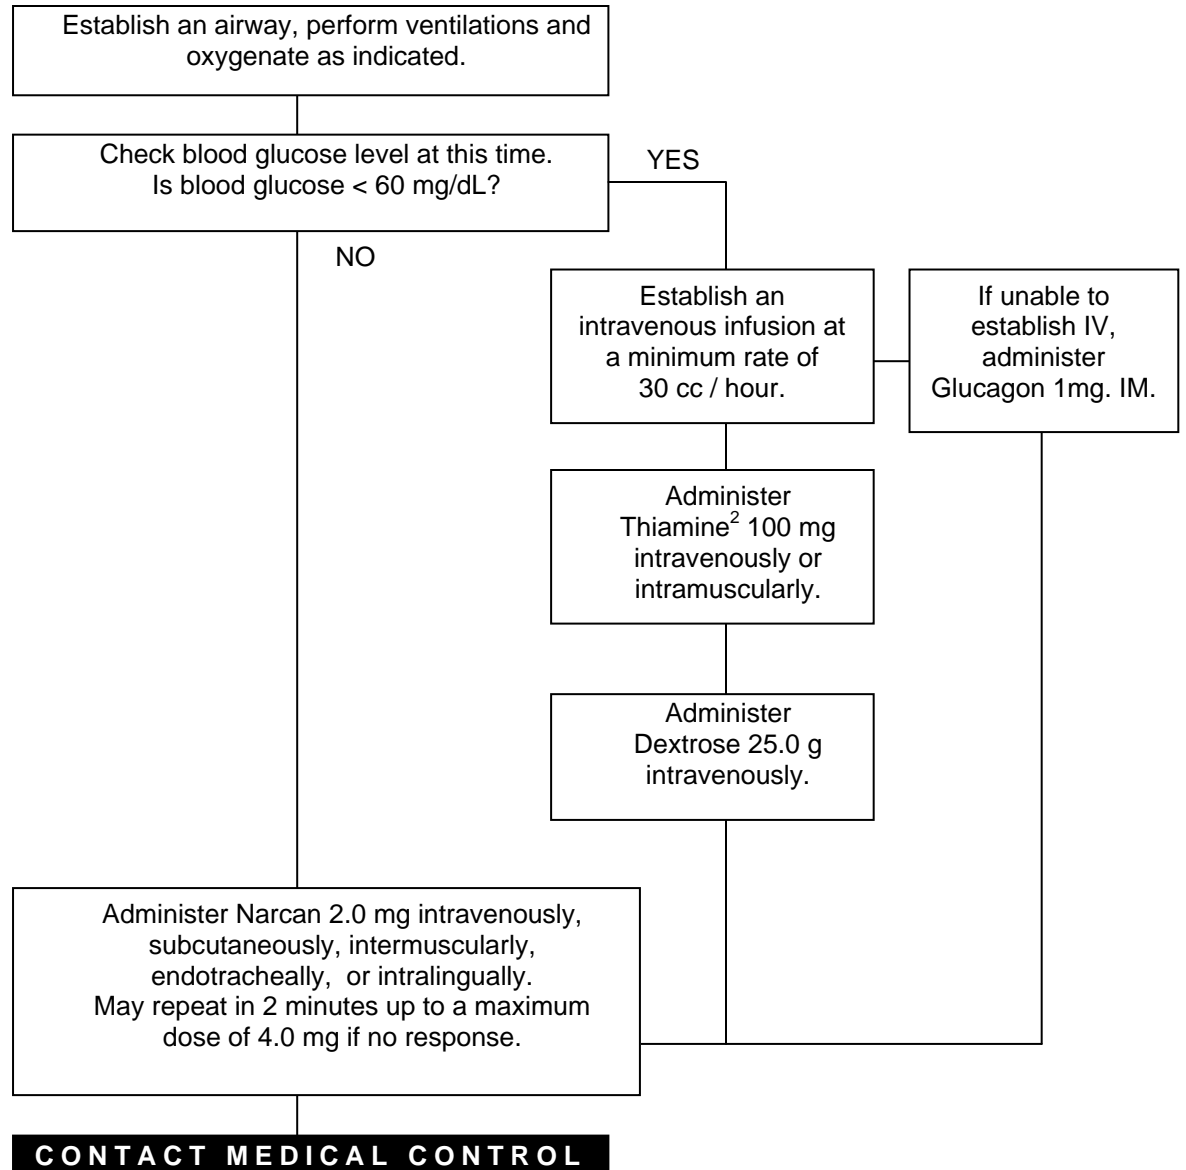 Establish an airway, perform ventilations and
oxygenate as indicated.
Check blood glucose level at this time.
Is blood glucose < 60 mg/dL?
YES
NO
Establish an
intravenous infusion at
a minimum rate of
30 cc / hour.
If unable to
establish IV,
administer
Glucagon 1mg. IM.
Administer
Thiamine² 100 mg
intravenously or
intramuscularly.
Administer
Dextrose 25.0 g
intravenously.
Administer Narcan 2.0 mg intravenously,
subcutaneously, intermuscularly,
endotracheally, or intralingually.
May repeat in 2 minutes up to a maximum
dose of 4.0 mg if no response.
CONTACT MEDICAL CONTROL